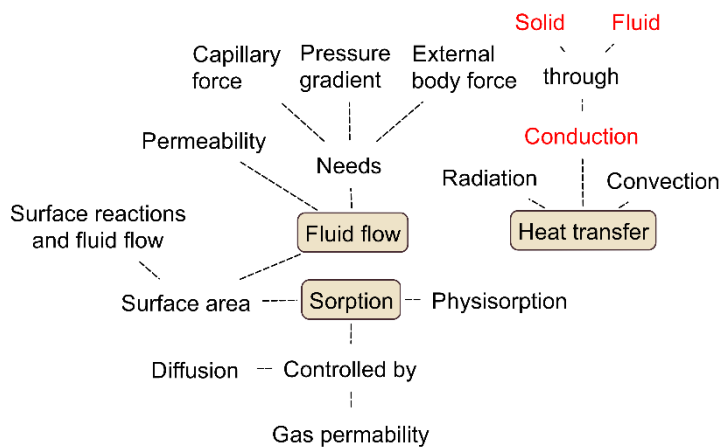 Solid Fluid
Capillary
force
Pressure
gradient
External
body force
through
Permeability
Needs
Conduction
Radiation
Convection
Surface reactions
and fluid flow
Fluid flow
Heat transfer
Surface area
Sorption
Physisorption
Diffusion
Controlled by
Gas permability